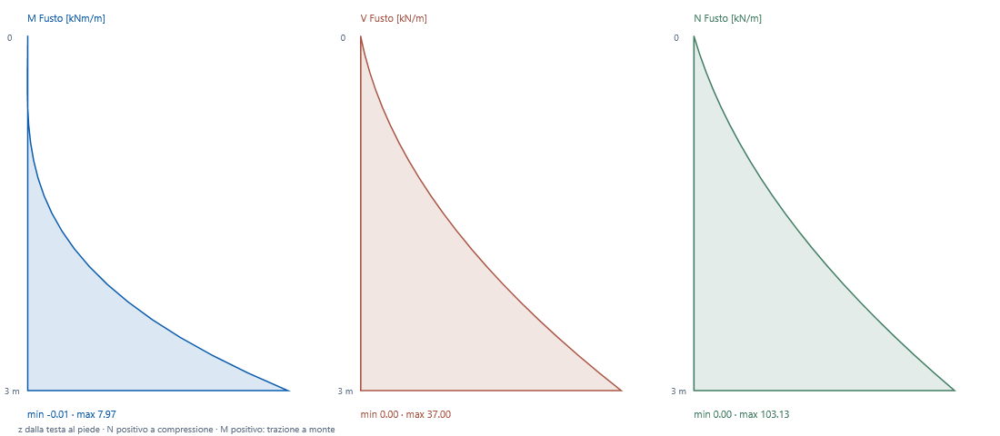 M Fusto [kNm/m]
V Fusto [kN/m]
N Fusto [kN/m]
0
0
0
3 m
3 m
3 m
min -0.01 · max 7.97
min 0.00 · max 37.00
min 0.00 · max 103.13
z dalla testa al piede · N positivo a compressione · M positivo: trazione a monte